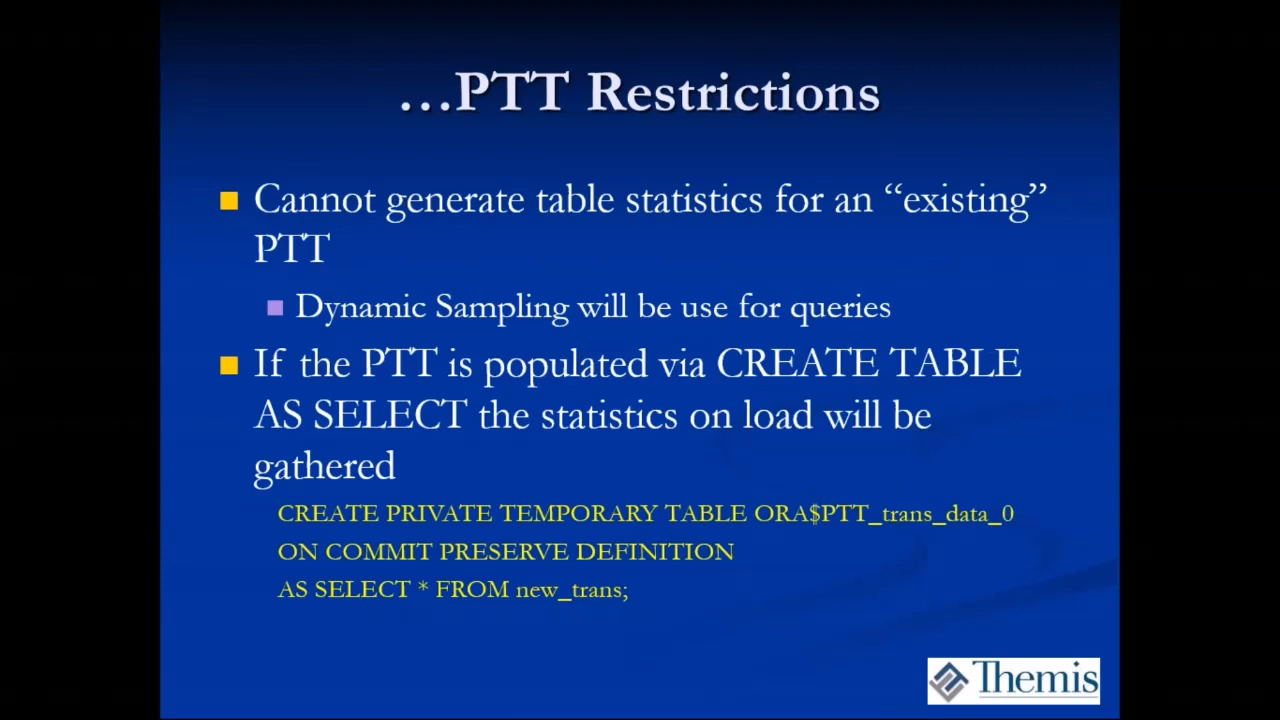 …PTT Restrictions
Cannot generate table statistics for an “existing”
PTT
Dynamic Sampling will be use for queries
If the PTT is populated via CREATE TABLE
AS SELECT the statistics on load will be
gathered
CREATE PRIVATE TEMPORARY TABLE ORA$PTT_trans_data_0
ON COMMIT PRESERVE DEFINITION
AS SELECT * FROM new_trans;
Themis